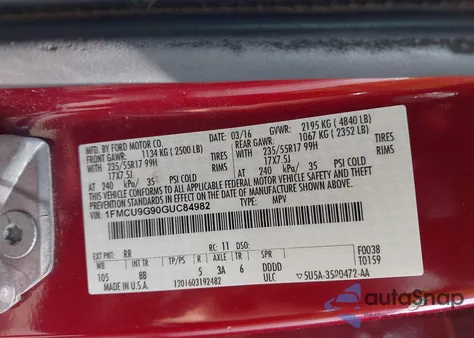 MFD. BY FORD MOTOR CO.
DATE: 03/16 GVWR: 2195 KG ( 4840 LB)
FRONT GAWR: 1134 KG ( 2500 LB) REAR GAWR: 1067 KG ( 2352 LB)
235/55R17 99H WITH 235/55R17 99H TIRES
17X7.5J 17X7.5J RIMS
AT 240 kPa/ 35 PSI COLD AT 240 kPa/ 35 PSI COLD
THIS VEHICLE CONFORMS TO ALL APPLICABLE FEDERAL MOTOR VEHICLE SAFETY, BUMPER, AND THEFT
PREVENTION STANDARDS IN EFFECT ON THE DATE OF MANUFACTURE SHOWN ABOVE.
VIN: 1FMCU9G90GUC84982 TYPE: MPV
F0038
T0159
EXT PNT: RR RC: 11 DSO:
WB INT TR TP/PS R AXLE TR SPR
105 BB 5 3A 6 DDDD
MADE IN U.S.A. 1201603192482 ULC 5U5A-3520472-AA
autoSnap